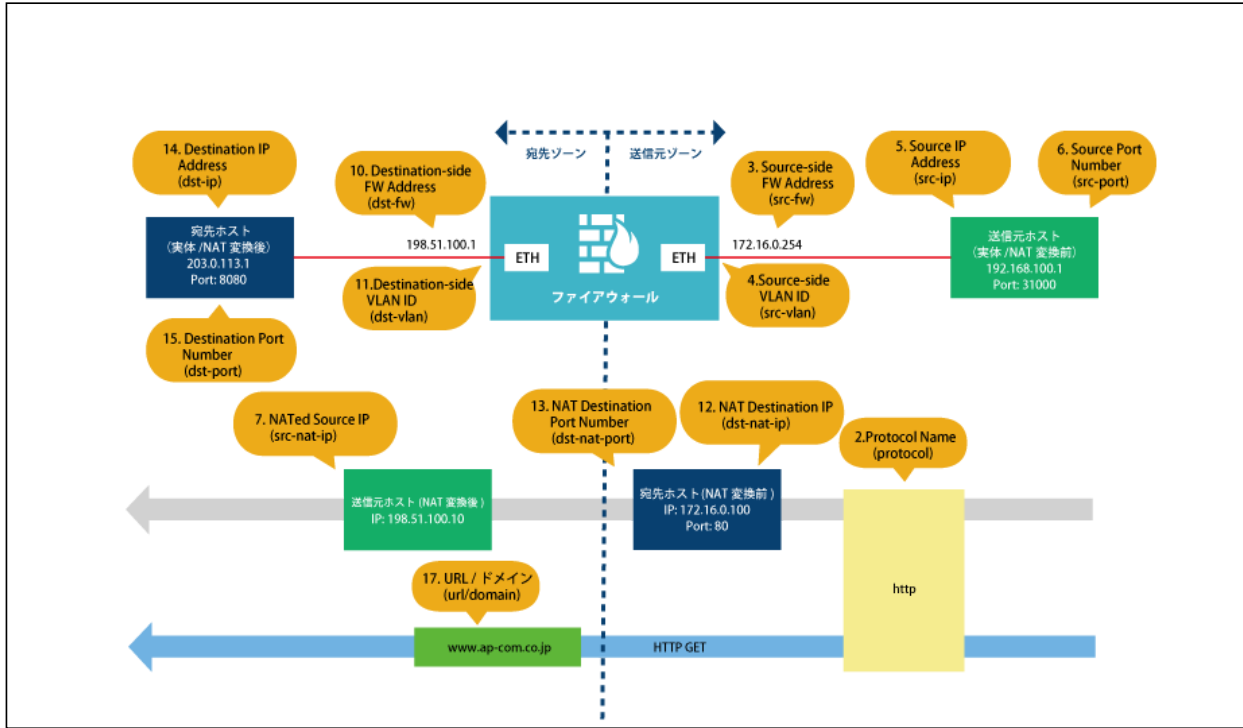 宛先ゾーン
送信元ゾーン
14. Destination IP
Address
(dst-ip)
10. Destination-side
FW Address
(dst-fw)
3. Source-side
FW Address
(src-fw)
5. Source IP
Address
(src-ip)
6. Source Port
Number
(src-port)
宛先ホスト
(実体 /NAT 変換後)
203.0.113.1
Port: 8080
198.51.100.1
ETH
ETH
ファイアウォール
172.16.0.254
送信元ホスト
(実体 /NAT 変換前)
192.168.100.1
Port: 31000
11.Destination-side
VLAN ID
(dst-vlan)
4.Source-side
VLAN ID
(src-vlan)
15. Destination Port
Number
(dst-port)
7. NATed Source IP
(src-nat-ip)
13. NAT Destination
Port Number
(dst-nat-port)
12. NAT Destination IP
(dst-nat-ip)
2.Protocol Name
(protocol)
送信元ホスト (NAT 変換後 )
IP: 198.51.100.10
宛先ホスト(NAT 変換前 )
IP: 172.16.0.100
Port: 80
http
17. URL / ドメイン
(url/domain)
www.ap-com.co.jp
HTTP GET